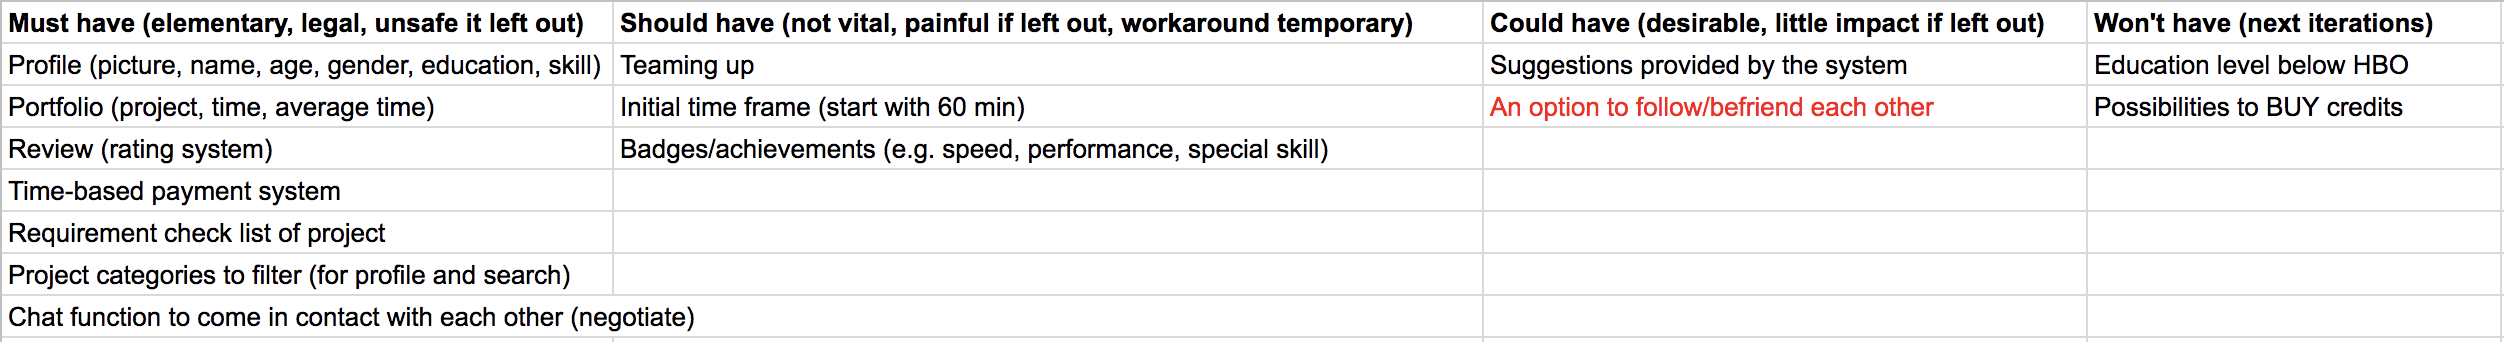 Must have (elementary, legal, unsafe it left out) Should have (not vital, painful if left out, workaround temporary) Could have (desirable, little impact if left out) Won't have (next iterations)
Profile (picture, name, age, gender, education, skill) Teaming up Suggestions provided by the system Education level below HBO
Portfolio (project, time, average time) Initial time frame (start with 60 min) An option to follow/befriend each other Possibilities to BUY credits
Review (rating system) Badges/achievements (e.g. speed, performance, special skill)
Time-based payment system
Requirement check list of project
Project categories to filter (for profile and search)
Chat function to come in contact with each other (negotiate)